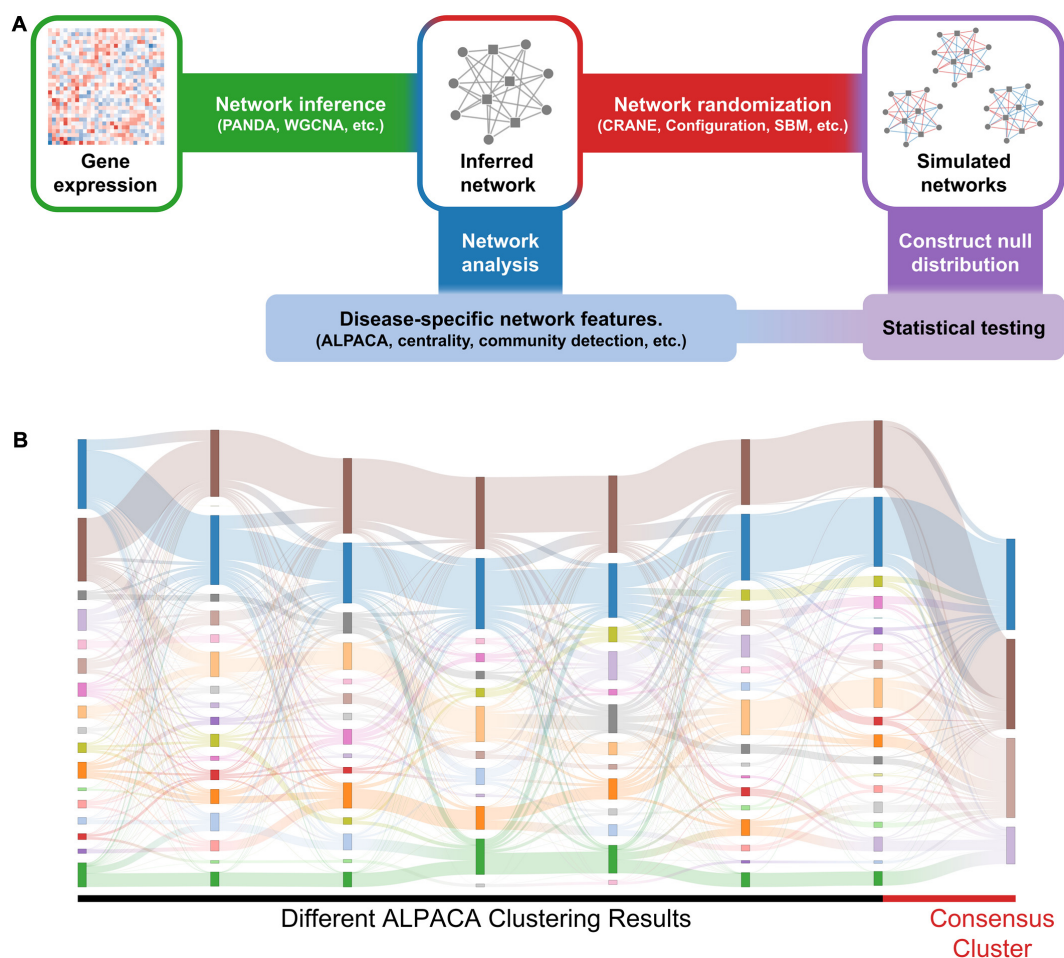 A
Network inference
(PANDA, WGCNA, etc.)
Network randomization
(CRANE, Configuration, SBM, etc.)
Gene
expression
Inferred
network
Simulated
networks
Network
analysis
Construct null
distribution
Disease-specific network features.
(ALPACA, centrality, community detection, etc.)
Statistical testing
B
Different ALPACA Clustering Results
Consensus
Cluster